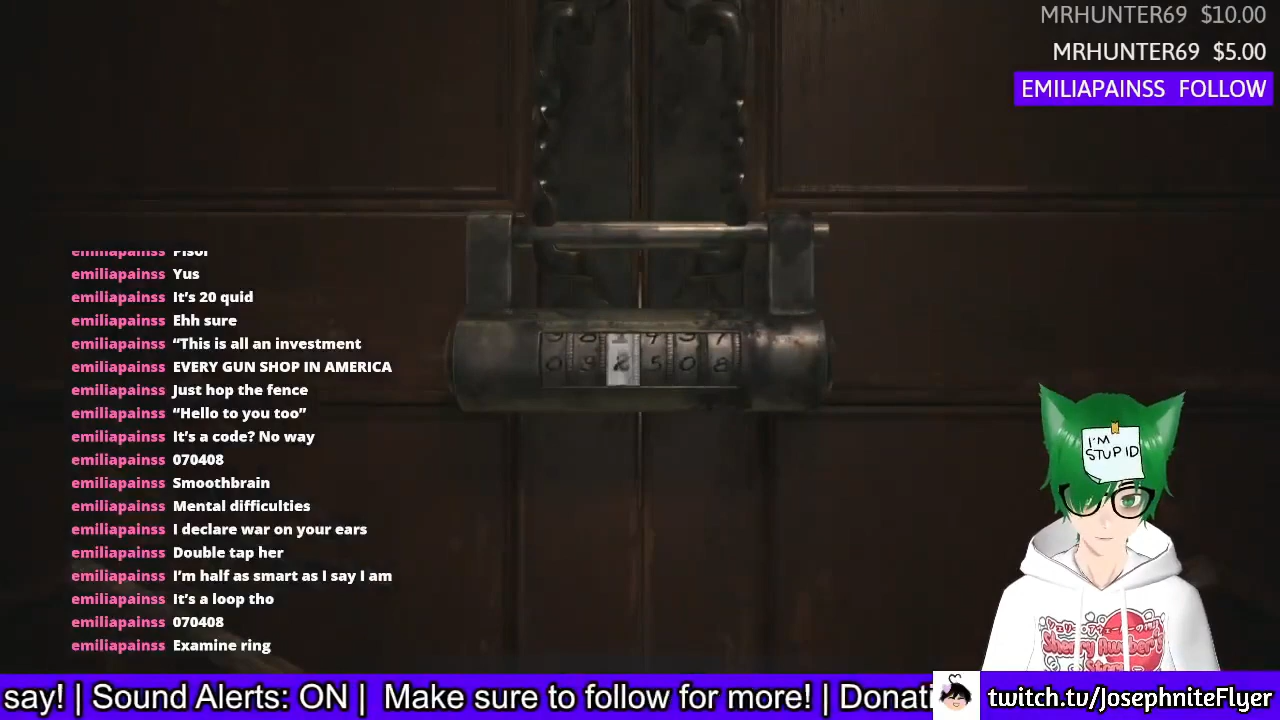 MRHUNTER69 $10.00
MRHUNTER69 $5.00
EMILIAPAINSS FOLLOW
emiliapainss
emiliapainss Yus
emiliapainss It’s 20 quid
emiliapainss Ehh sure
emiliapainss “This is all an investment
emiliapainss EVERY GUN SHOP IN AMERICA
emiliapainss Just hop the fence
emiliapainss “Hello to you too”
emiliapainss It’s a code? No way
emiliapainss 070408
emiliapainss Smoothbrain
emiliapainss Mental difficulties
emiliapainss I declare war on your ears
emiliapainss Double tap her
emiliapainss I’m half as smart as I say I am
emiliapainss It’s a loop tho
emiliapainss 070408
emiliapainss Examine ring
I'M
STUPID
Sherry
Story
say! | Sound Alerts: ON | Make sure to follow for more! | Donati
twitch.tv/JosephniteFlyer